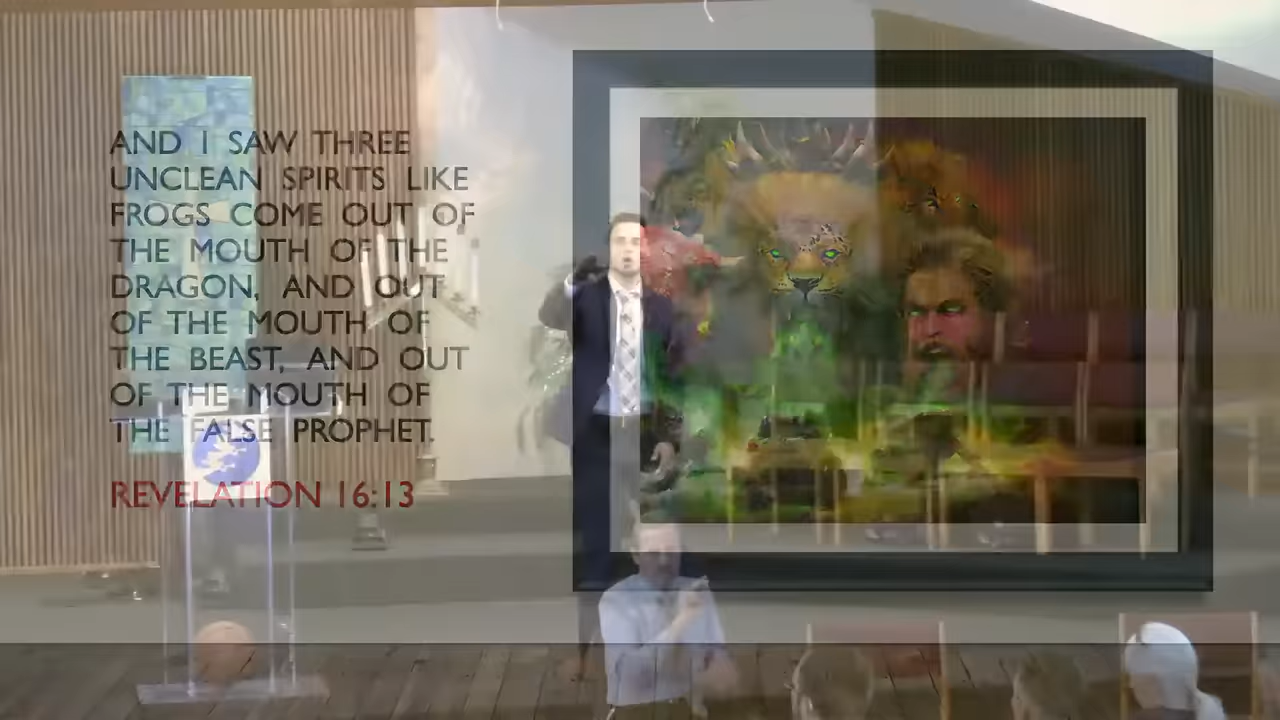 AND I SAW THREE
UNCLEAN SPIRITS LIKE
FROGS COME OUT OF
THE MOUTH OF THE
DRAGON, AND OUT
OF THE MOUTH OF
THE BEAST, AND OUT
OF THE MOUTH OF
THE FALSE PROPHET.
REVELATION 16:13